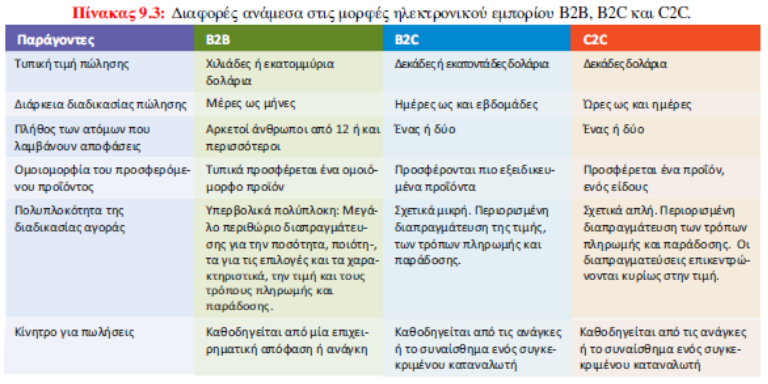 Πίνακας 9.3: Διαφορές ανάμεσα στις μορφές ηλεκτρονικού εμπορίου B2B, B2C και C2C.
Παράγοντες B2B B2C C2C
Τυπική τιμή πώλησης
Χιλιάδες ή εκατομμύρια
δολάρια
Δεκάδες ή εκατοντάδες δολάρια
Δεκάδες δολάρια
Διάρκεια διαδικασίας πώλησης
Μέρες ως μήνες
Ημέρες ως και εβδομάδες
Ώρες ως και ημέρες
Πλήθος των ατόμων που
λαμβάνουν αποφάσεις
Αρκετοί άνθρωποι από 12 ή και
περισσότεροι
Ένας ή δύο
Ένας ή δύο
Ομοιομορφία του προσφερόμε-
νου προϊόντος
Τυπικά προσφέρεται ένα ομοιό-
μορφο προϊόν
Προσφέρονται πιο εξειδικευ-
μένα προϊόντα
Προσφέρεται ένα προΐόν,
ενός είδους
Πολυπλοκότητα της
διαδικασίας αγοράς
Υπερβολικά πολύπλοκη: Μεγά-
λο περιθώριο διαπραγμάτευ-
σης για την ποσότητα, ποιότη-,
τα για τις επιλογές και τα χαρα-
κτηριστικά, την τιμή και τους
τρόπους πληρωμής και
παράδοσης.
Σχετικά μικρή. Περιορισμένη
διαπραγμάτευση της τιμής,
των τρόπων πληρωμής και
παράδοσης.
Σχετικά απλή. Περιορισμένη
διαπραγμάτευση των τρόπων
πληρωμής και παράδοσης. Οι
διαπραγματεύσεις επικεντρώ-
νονται κυρίως στην τιμή.
Κίνητρο για πωλήσεις
Καθοδηγείται από μία επιχει-
ρηματική απόφαση ή ανάγκη
Καθοδηγείται από τις ανάγκες
ή το συναίσθημα ενός συγκε-
κριμένου καταναλωτή
Καθοδηγείται από τις ανάγκες
ή το συναίσθημα ενός συγκε-
κριμένου καταναλωτή